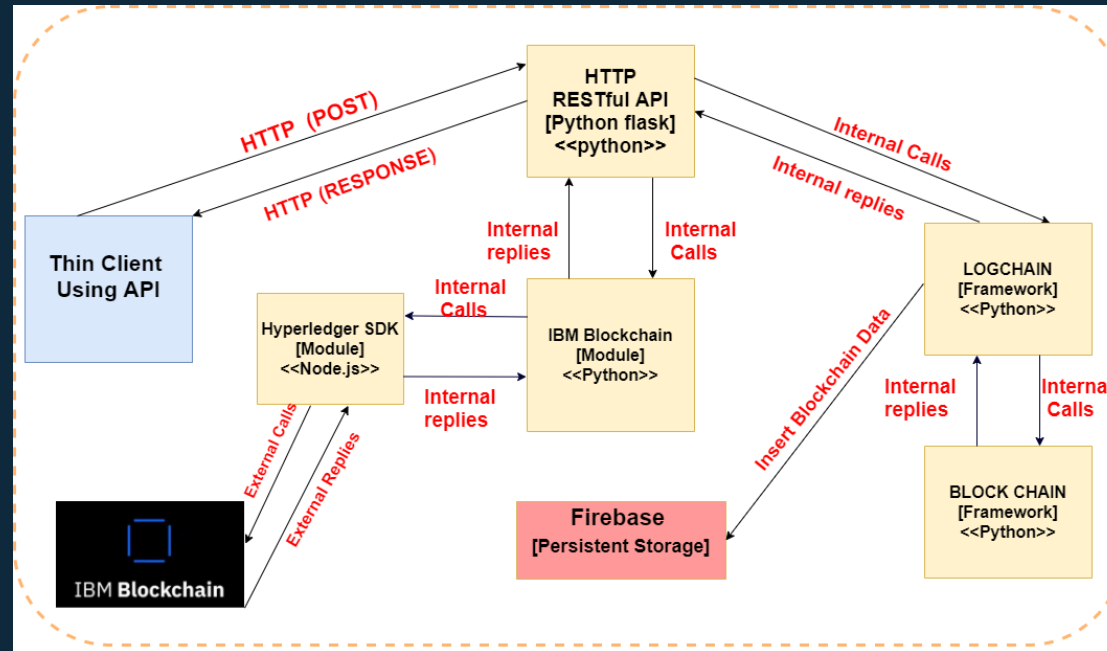 HTTP
RESTful API
[Python flask]
<<python>>
HTTP (POST)
HTTP (RESPONSE)
Internal Calls
Internal replies
Thin Client
Using API
Internal
replies
Internal
Calls
LOGCHAIN
[Framework]
<<Python>>
Internal
Calls
Hyperledger SDK
[Module]
<<Node.js>>
IBM Blockchain
[Module]
<<Python>>
Internal
replies
Insert Blockchain Data
Internal
replies
Internal
Calls
External Calls
External Replies
IBM Blockchain
Firebase
[Persistent Storage]
BLOCK CHAIN
[Framework]
<<Python>>